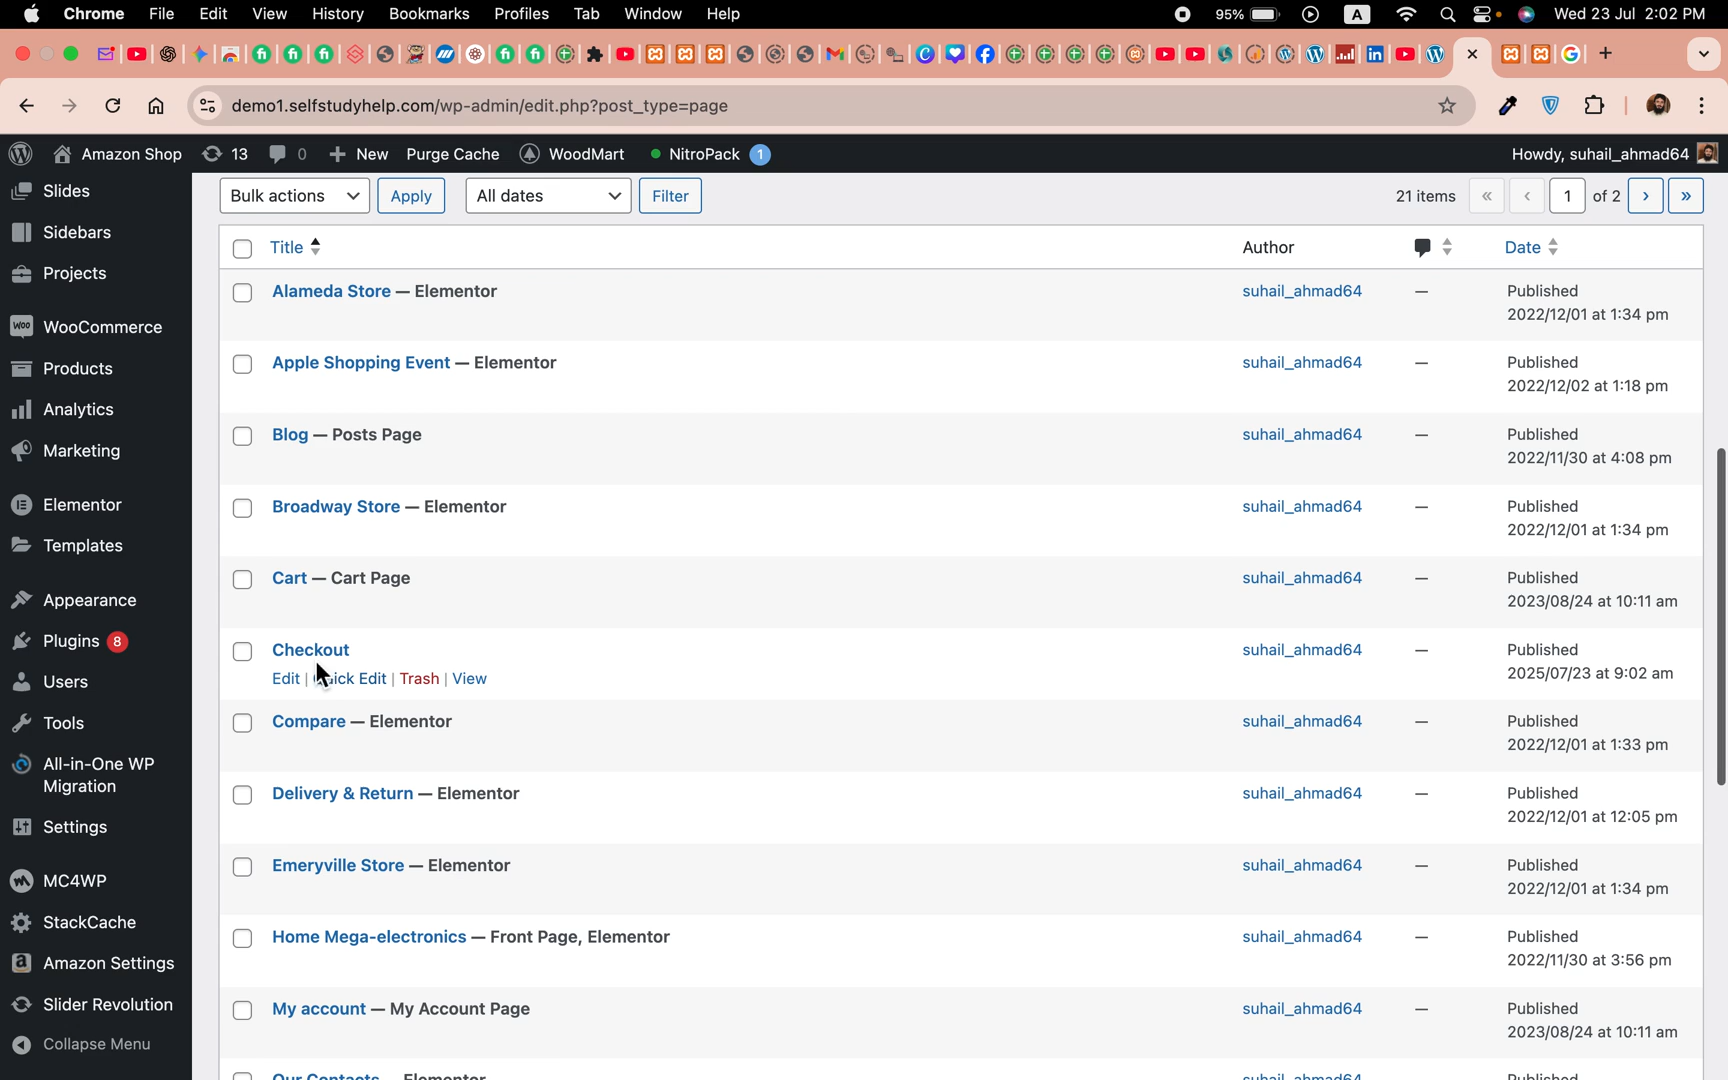 Chrome File Edit View History Bookmarks Profiles Tab Window Help 95% A Wed 23 Jul 2:02 PM
demo1.selfstudyhelp.com/wp-admin/edit.php?post_type=page
Amazon Shop 13 0 New Purge Cache WoodMart NitroPack 1 Howdy, suhail_ahmad64
Slides
Sidebars
Projects
WooCommerce
Products
Analytics
Marketing
Elementor
Templates
Appearance
Plugins 8
Users
Tools
All-in-One WP
Migration
Settings
MC4WP
StackCache
Amazon Settings
Slider Revolution
Collapse Menu
Bulk actions Apply All dates Filter 21 items « ‹ 1 of 2 › »
Title Author Date
Alameda Store — Elementor suhail_ahmad64 — Published
2022/12/01 at 1:34 pm
Apple Shopping Event — Elementor suhail_ahmad64 — Published
2022/12/02 at 1:18 pm
Blog — Posts Page suhail_ahmad64 — Published
2022/11/30 at 4:08 pm
Broadway Store — Elementor suhail_ahmad64 — Published
2022/12/01 at 1:34 pm
Cart — Cart Page suhail_ahmad64 — Published
2023/08/24 at 10:11 am
Checkout suhail_ahmad64 — Published
Edit | Quick Edit | Trash | View 2025/07/23 at 9:02 am
Compare — Elementor suhail_ahmad64 — Published
2022/12/01 at 1:33 pm
Delivery & Return — Elementor suhail_ahmad64 — Published
2022/12/01 at 12:05 pm
Emeryville Store — Elementor suhail_ahmad64 — Published
2022/12/01 at 1:34 pm
Home Mega-electronics — Front Page, Elementor suhail_ahmad64 — Published
2022/11/30 at 3:56 pm
My account — My Account Page suhail_ahmad64 — Published
2023/08/24 at 10:11 am
Our Contacts — Elementor suhail_ahmad64 — Published